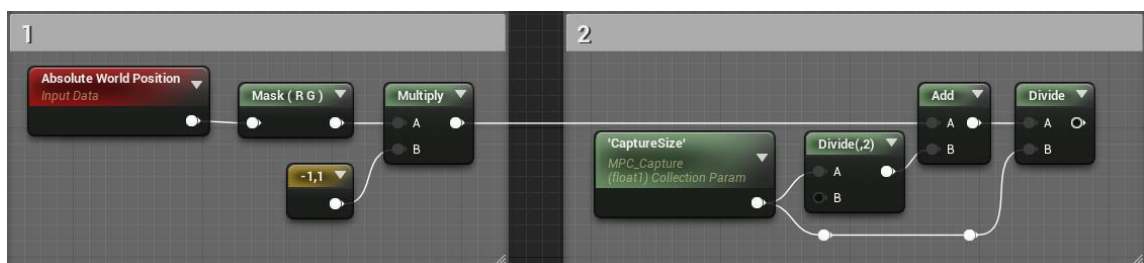 1
Absolute World Position
Input Data
Mask ( R G )
Multiply
A
B
-1,1
2
'CaptureSize'
MPC_Capture
(float1) Collection Param
Divide(,2)
A
B
Add
A
B
Divide
A
B